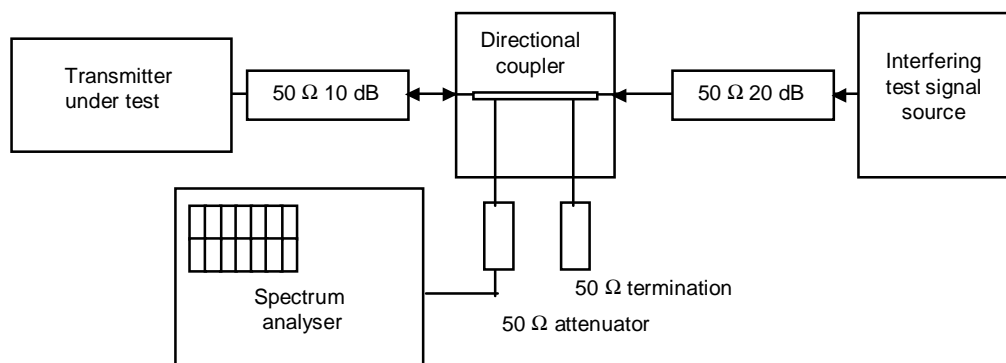 Transmitter
under test
50 Ω 10 dB
Directional
coupler
50 Ω 20 dB
Interfering
test signal
source
Spectrum
analyser
50 Ω termination
50 Ω attenuator